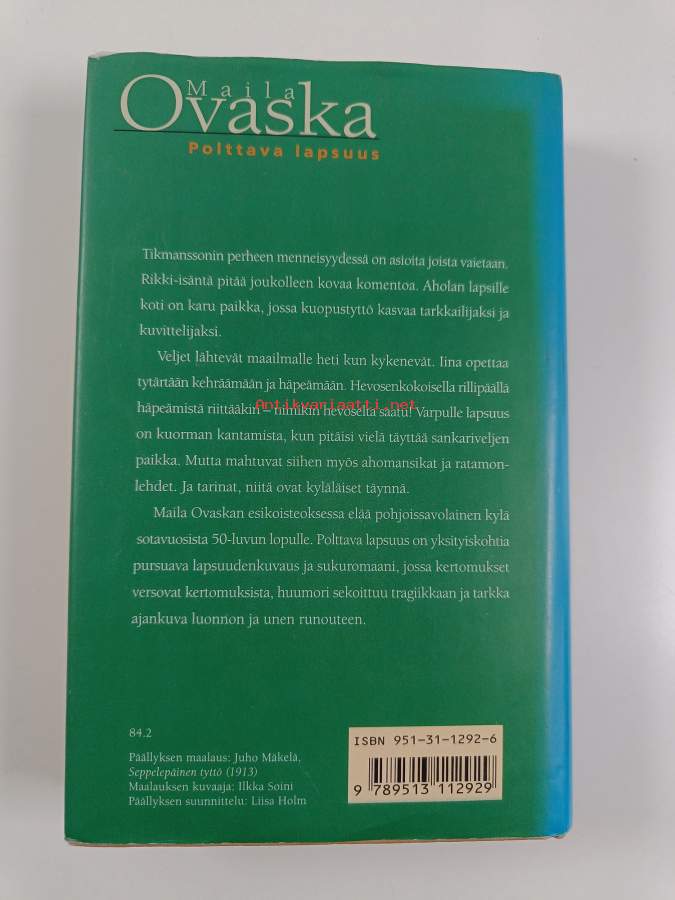 Maila
Ovaska
Polttava lapsuus
Tikmanssonin perheen menneisyydessä on asioita joista vaietaan.
Rikki-isäntä pitää joukolleen kovaa komentoa. Aholan lapsille
koti on karu paikka, jossa kuopustyttö kasvaa tarkkailijaksi ja
kuvittelijaksi.
Veljet lähtevät maailmalle heti kun kykenevät. Iina opettaa
tytärtään kehräämään ja häpeämään. Hevosenkokoisella rillipäällä
Antikvariaatti.net
häpeämistä riittääkin – nimikin hevoselta saatu! Varpulle lapsuus
on kuorman kantamista, kun pitäisi vielä täyttää sankariveljen
paikka. Mutta mahtuvat siihen myös ahomansikat ja ratamon-
lehdet. Ja tarinat, niitä ovat kyläläiset täynnä.
Maila Ovaskan esikoisteoksessa elää pohjoissavolainen kylä
sotavuosista 50-luvun lopulle. Polttava lapsuus on yksityiskohtia
pursuava lapsuudenkuvaus ja sukuromaani, jossa kertomukset
versovat kertomuksista, huumori sekoittuu tragiikkaan ja tarkka
ajankuva luonnon ja unen runouteen.
84.2
Päällyksen maalaus: Juho Mäkelä,
Seppelepäinen tyttö (1913)
Maalauksen kuvaaja: Ilkka Soini
Päällyksen suunnittelu: Liisa Holm
ISBN 951-31-1292-6
9 789513 112929